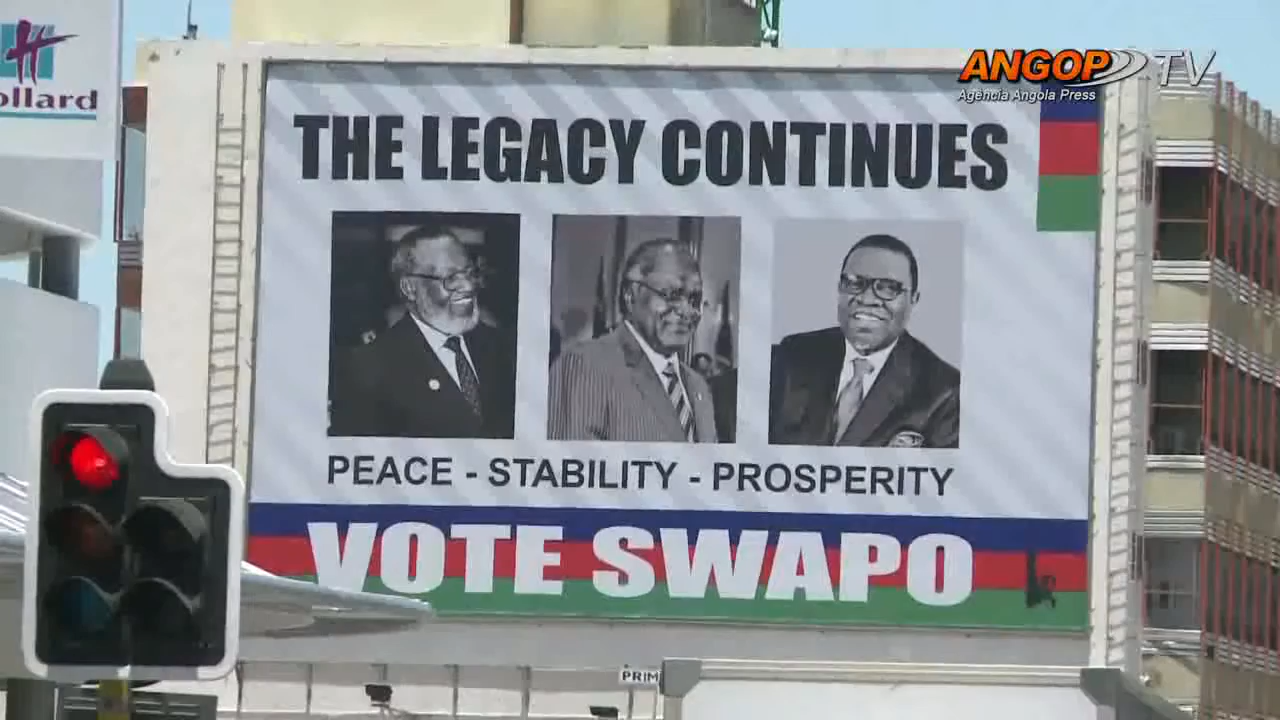 ollard
ANGOP TV
Agência Angola Press
THE LEGACY CONTINUES
PEACE - STABILITY - PROSPERITY
VOTE SWAPO
PRIM